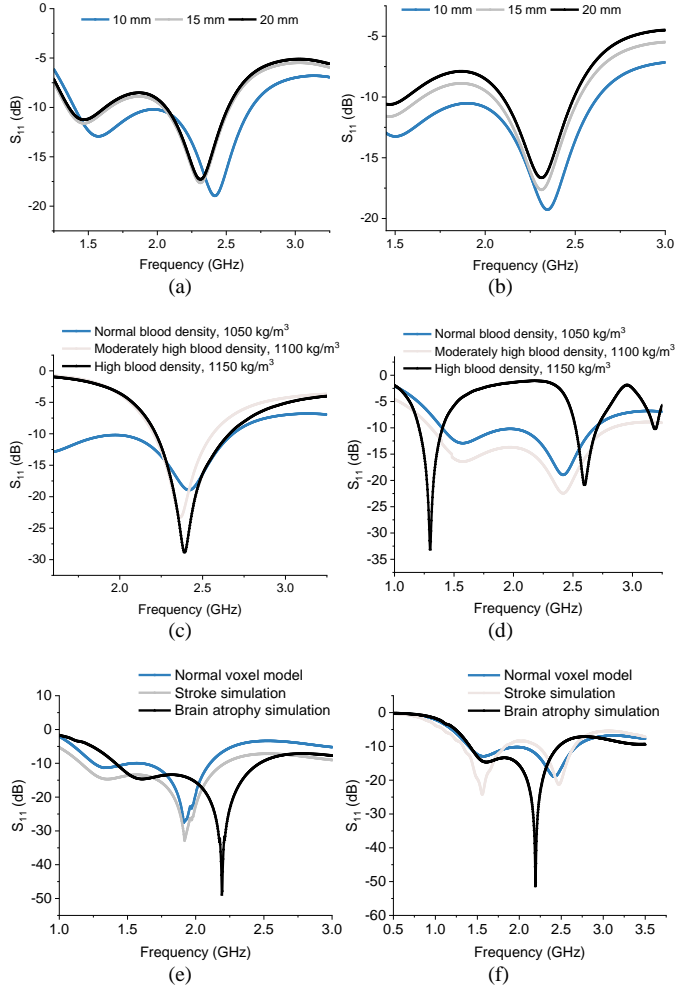 10 mm 15 mm 20 mm
0
-5
-10
-15
-20
S11 (dB)
1.5 2.0 2.5 3.0
Frequency (GHz)
(a)
10 mm 15 mm 20 mm
-5
-10
-15
-20
S11 (dB)
1.5 2.0 2.5 3.0
Frequency (GHz)
(b)
Normal blood density, 1050 kg/m³
Moderately high blood density, 1100 kg/m³
High blood density, 1150 kg/m³
5
0
-5
-10
-15
-20
-25
-30
S11 (dB)
2.0 2.5 3.0
Frequency (GHz)
(c)
Normal blood density, 1050 kg/m³
Moderately high blood density, 1100 kg/m³
High blood density, 1150 kg/m³
5
0
-5
-10
-15
-20
-25
-30
-35
S11 (dB)
1.0 1.5 2.0 2.5 3.0
Frequency (GHz)
(d)
Normal voxel model
Stroke simulation
Brain atrophy simulation
10
0
-10
-20
-30
-40
-50
S11 (dB)
1.0 1.5 2.0 2.5 3.0
Frequency (GHz)
(e)
Normal voxel model
Stroke simulation
Brain atrophy simulation
10
0
-10
-20
-30
-40
-50
-60
S11 (dB)
0.5 1.0 1.5 2.0 2.5 3.0 3.5
Frequency (GHz)
(f)